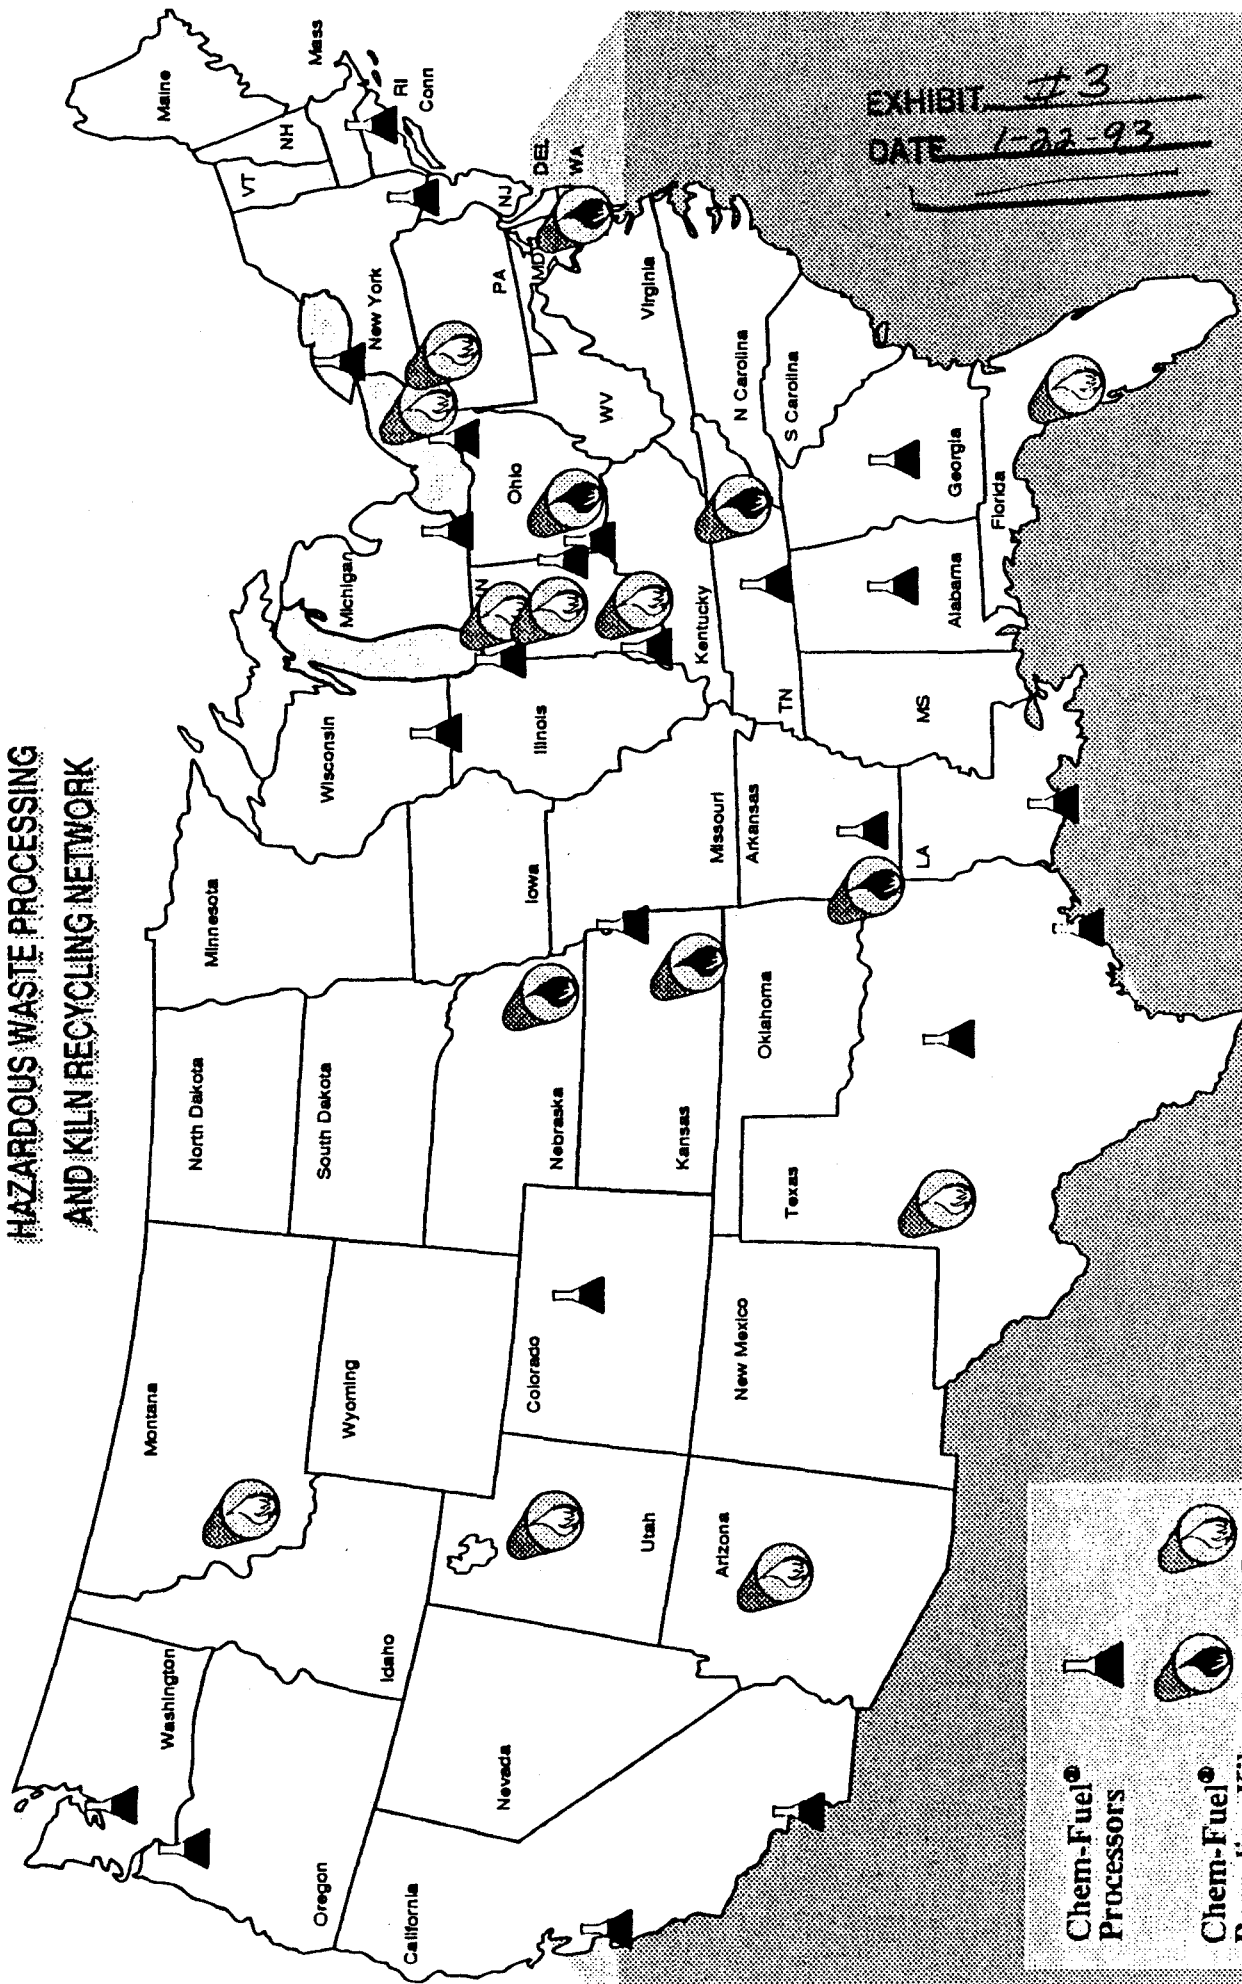 HAZARDOUS WASTE PROCESSING
AND KILN RECYCLING NETWORK
Washington
Oregon
California
Nevada
Idaho
Montana
Wyoming
Utah
Arizona
Colorado
New Mexico
North Dakota
South Dakota
Nebraska
Kansas
Texas
Oklahoma
Minnesota
Iowa
Missouri
Arkansas
LA
Wisconsin
Illinois
Michigan
Kentucky
TN
MS
Alabama
Georgia
Florida
Ohio
WV
Virginia
N Carolina
S Carolina
PA
MD
New York
NJ
DEL
WA
VT
NH
Maine
Mass
RI
Conn
EXHIBIT #3
DATE 1-22-93
Chem-Fuel®
Processors
Chem-Fuel®